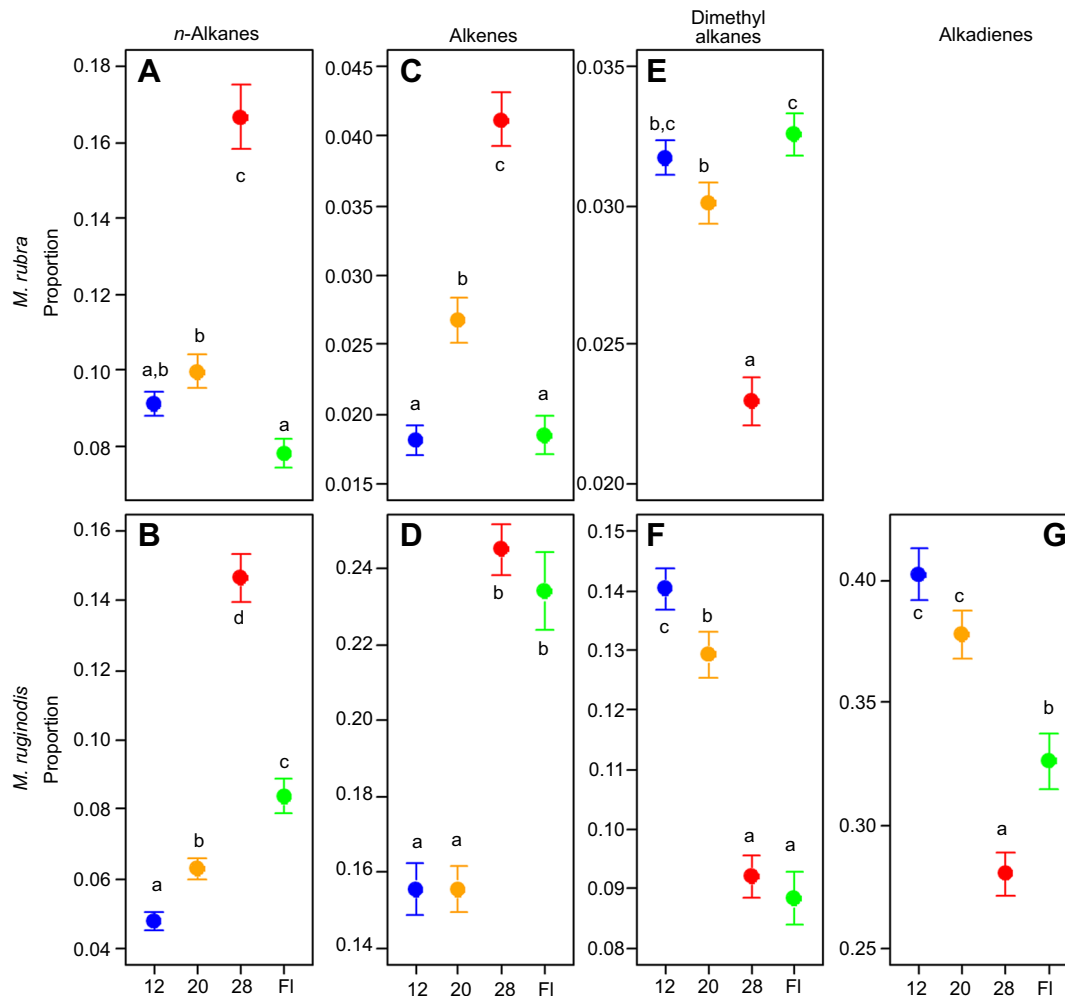 n-Alkanes
Alkenes
Dimethyl
alkanes
Alkadienes
M. rubra
Proportion
A
0.18
0.16
0.14
0.12
0.10
0.08
a,b
b
c
a
C
0.045
0.040
0.035
0.030
0.025
0.020
0.015
a
b
c
a
E
0.035
0.030
0.025
0.020
b,c
b
a
c
M. ruginodis
Proportion
B
0.16
0.14
0.12
0.10
0.08
0.06
0.04
a
b
d
c
12 20 28 FI
D
0.24
0.22
0.20
0.18
0.16
0.14
a
a
b
b
12 20 28 FI
F
0.15
0.14
0.13
0.12
0.11
0.10
0.09
0.08
c
b
a
a
12 20 28 FI
G
0.40
0.35
0.30
0.25
c
c
a
b
12 20 28 FI